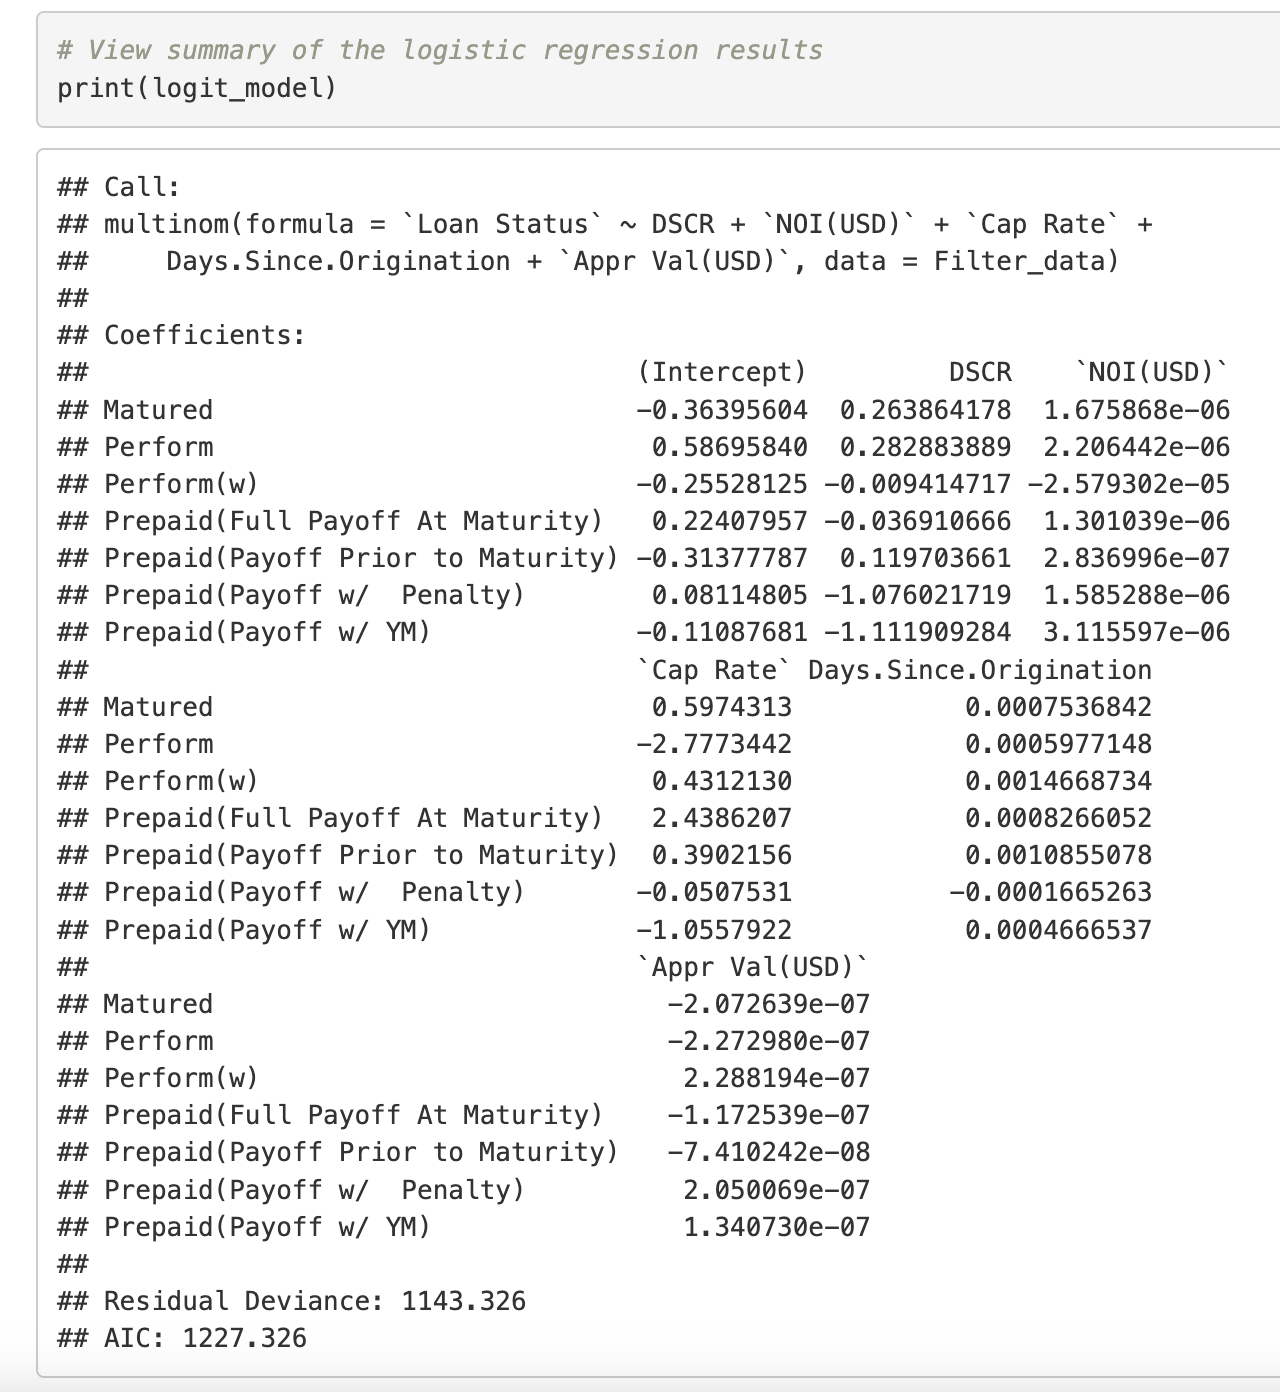 # View summary of the logistic regression results
print(logit_model)
## Call:
## multinom(formula = `Loan Status` ~ DSCR + `NOI(USD)` + `Cap Rate` +
##     Days.Since.Origination + `Appr Val(USD)`, data = Filter_data)
##
## Coefficients:
##                                    (Intercept)         DSCR    `NOI(USD)`
## Matured                            -0.36395604  0.263864178  1.675868e-06
## Perform                             0.58695840  0.282883889  2.206442e-06
## Perform(w)                         -0.25528125 -0.009414717 -2.579302e-05
## Prepaid(Full Payoff At Maturity)    0.22407957 -0.036910666  1.301039e-06
## Prepaid(Payoff Prior to Maturity)  -0.31377787  0.119703661  2.836996e-07
## Prepaid(Payoff w/  Penalty)         0.08114805 -1.076021719  1.585288e-06
## Prepaid(Payoff w/ YM)              -0.11087681 -1.111909284  3.115597e-06
##                                    `Cap Rate` Days.Since.Origination
## Matured                             0.5974313           0.0007536842
## Perform                            -2.7773442           0.0005977148
## Perform(w)                          0.4312130           0.0014668734
## Prepaid(Full Payoff At Maturity)    2.4386207           0.0008266052
## Prepaid(Payoff Prior to Maturity)   0.3902156           0.0010855078
## Prepaid(Payoff w/  Penalty)        -0.0507531          -0.0001665263
## Prepaid(Payoff w/ YM)              -1.0557922           0.0004666537
##                                    `Appr Val(USD)`
## Matured                              -2.072639e-07
## Perform                              -2.272980e-07
## Perform(w)                            2.288194e-07
## Prepaid(Full Payoff At Maturity)     -1.172539e-07
## Prepaid(Payoff Prior to Maturity)    -7.410242e-08
## Prepaid(Payoff w/  Penalty)           2.050069e-07
## Prepaid(Payoff w/ YM)                 1.340730e-07
##
## Residual Deviance: 1143.326
## AIC: 1227.326